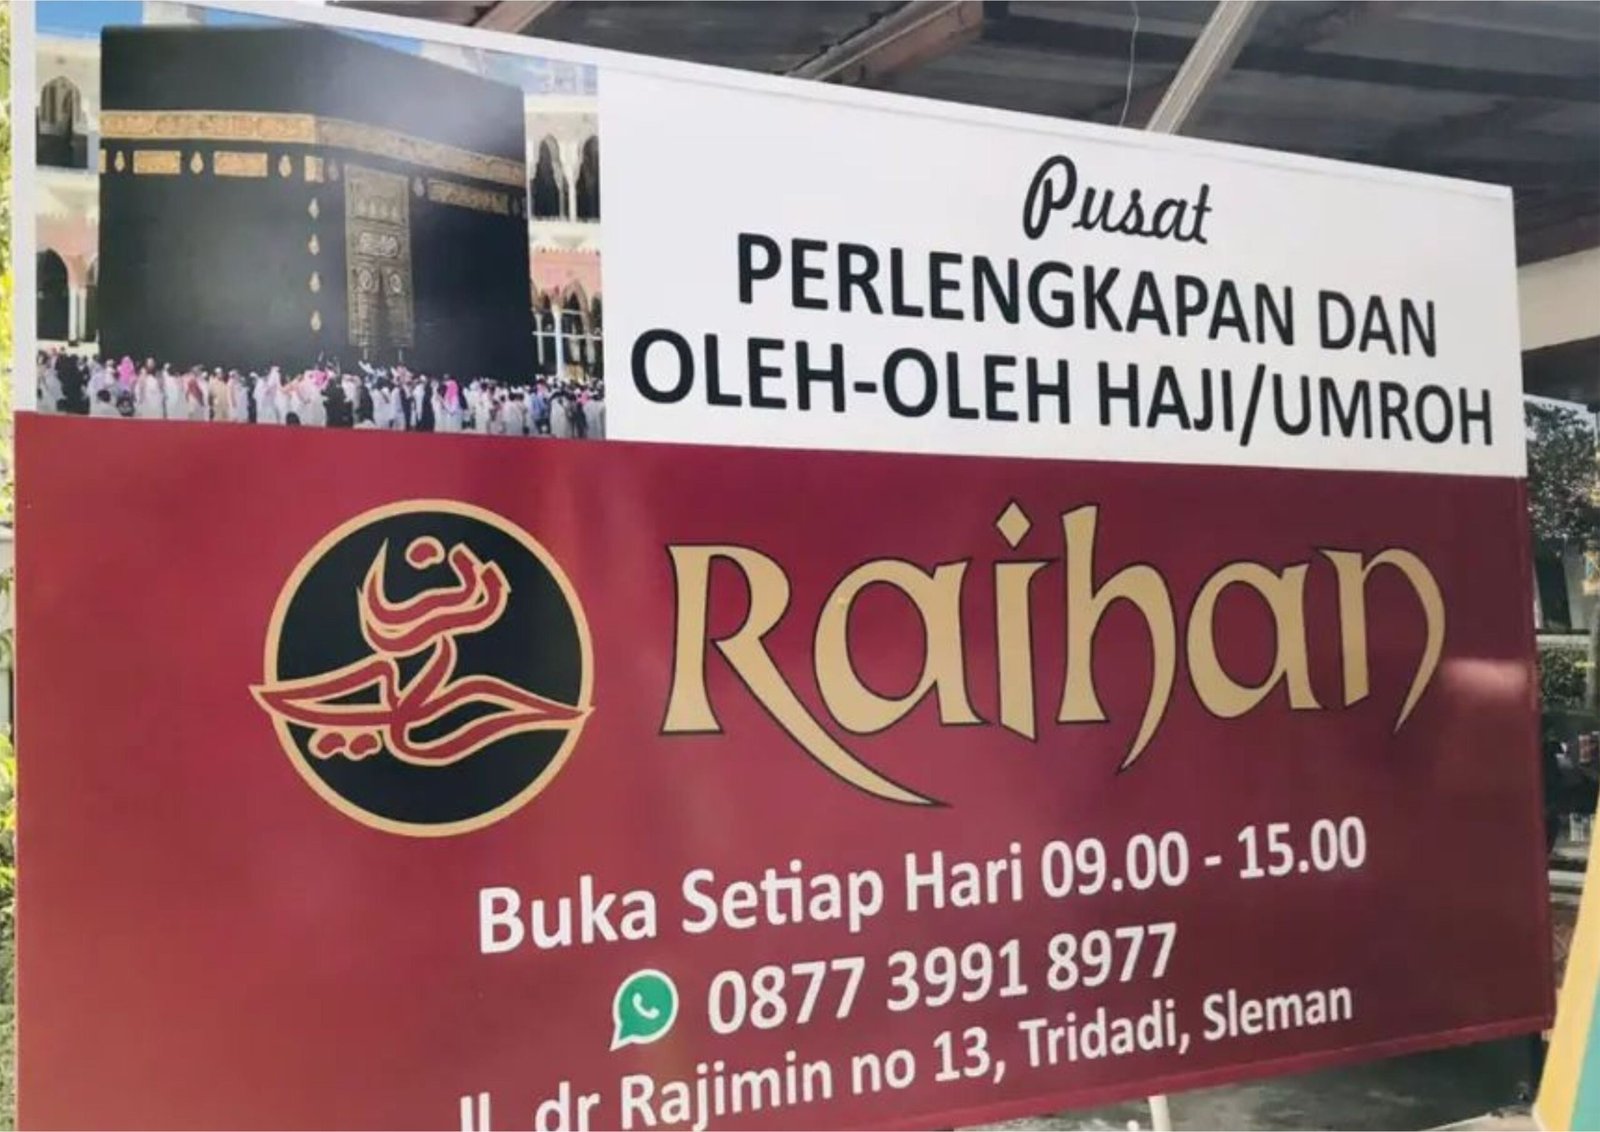 Pusat
PERLENGKAPAN DAN
OLEH-OLEH HAJI/UMROH
Raihan
Buka Setiap Hari 09.00 - 15.00
0877 3991 8977
Jl. dr Rajimin no 13, Tridadi, Sleman